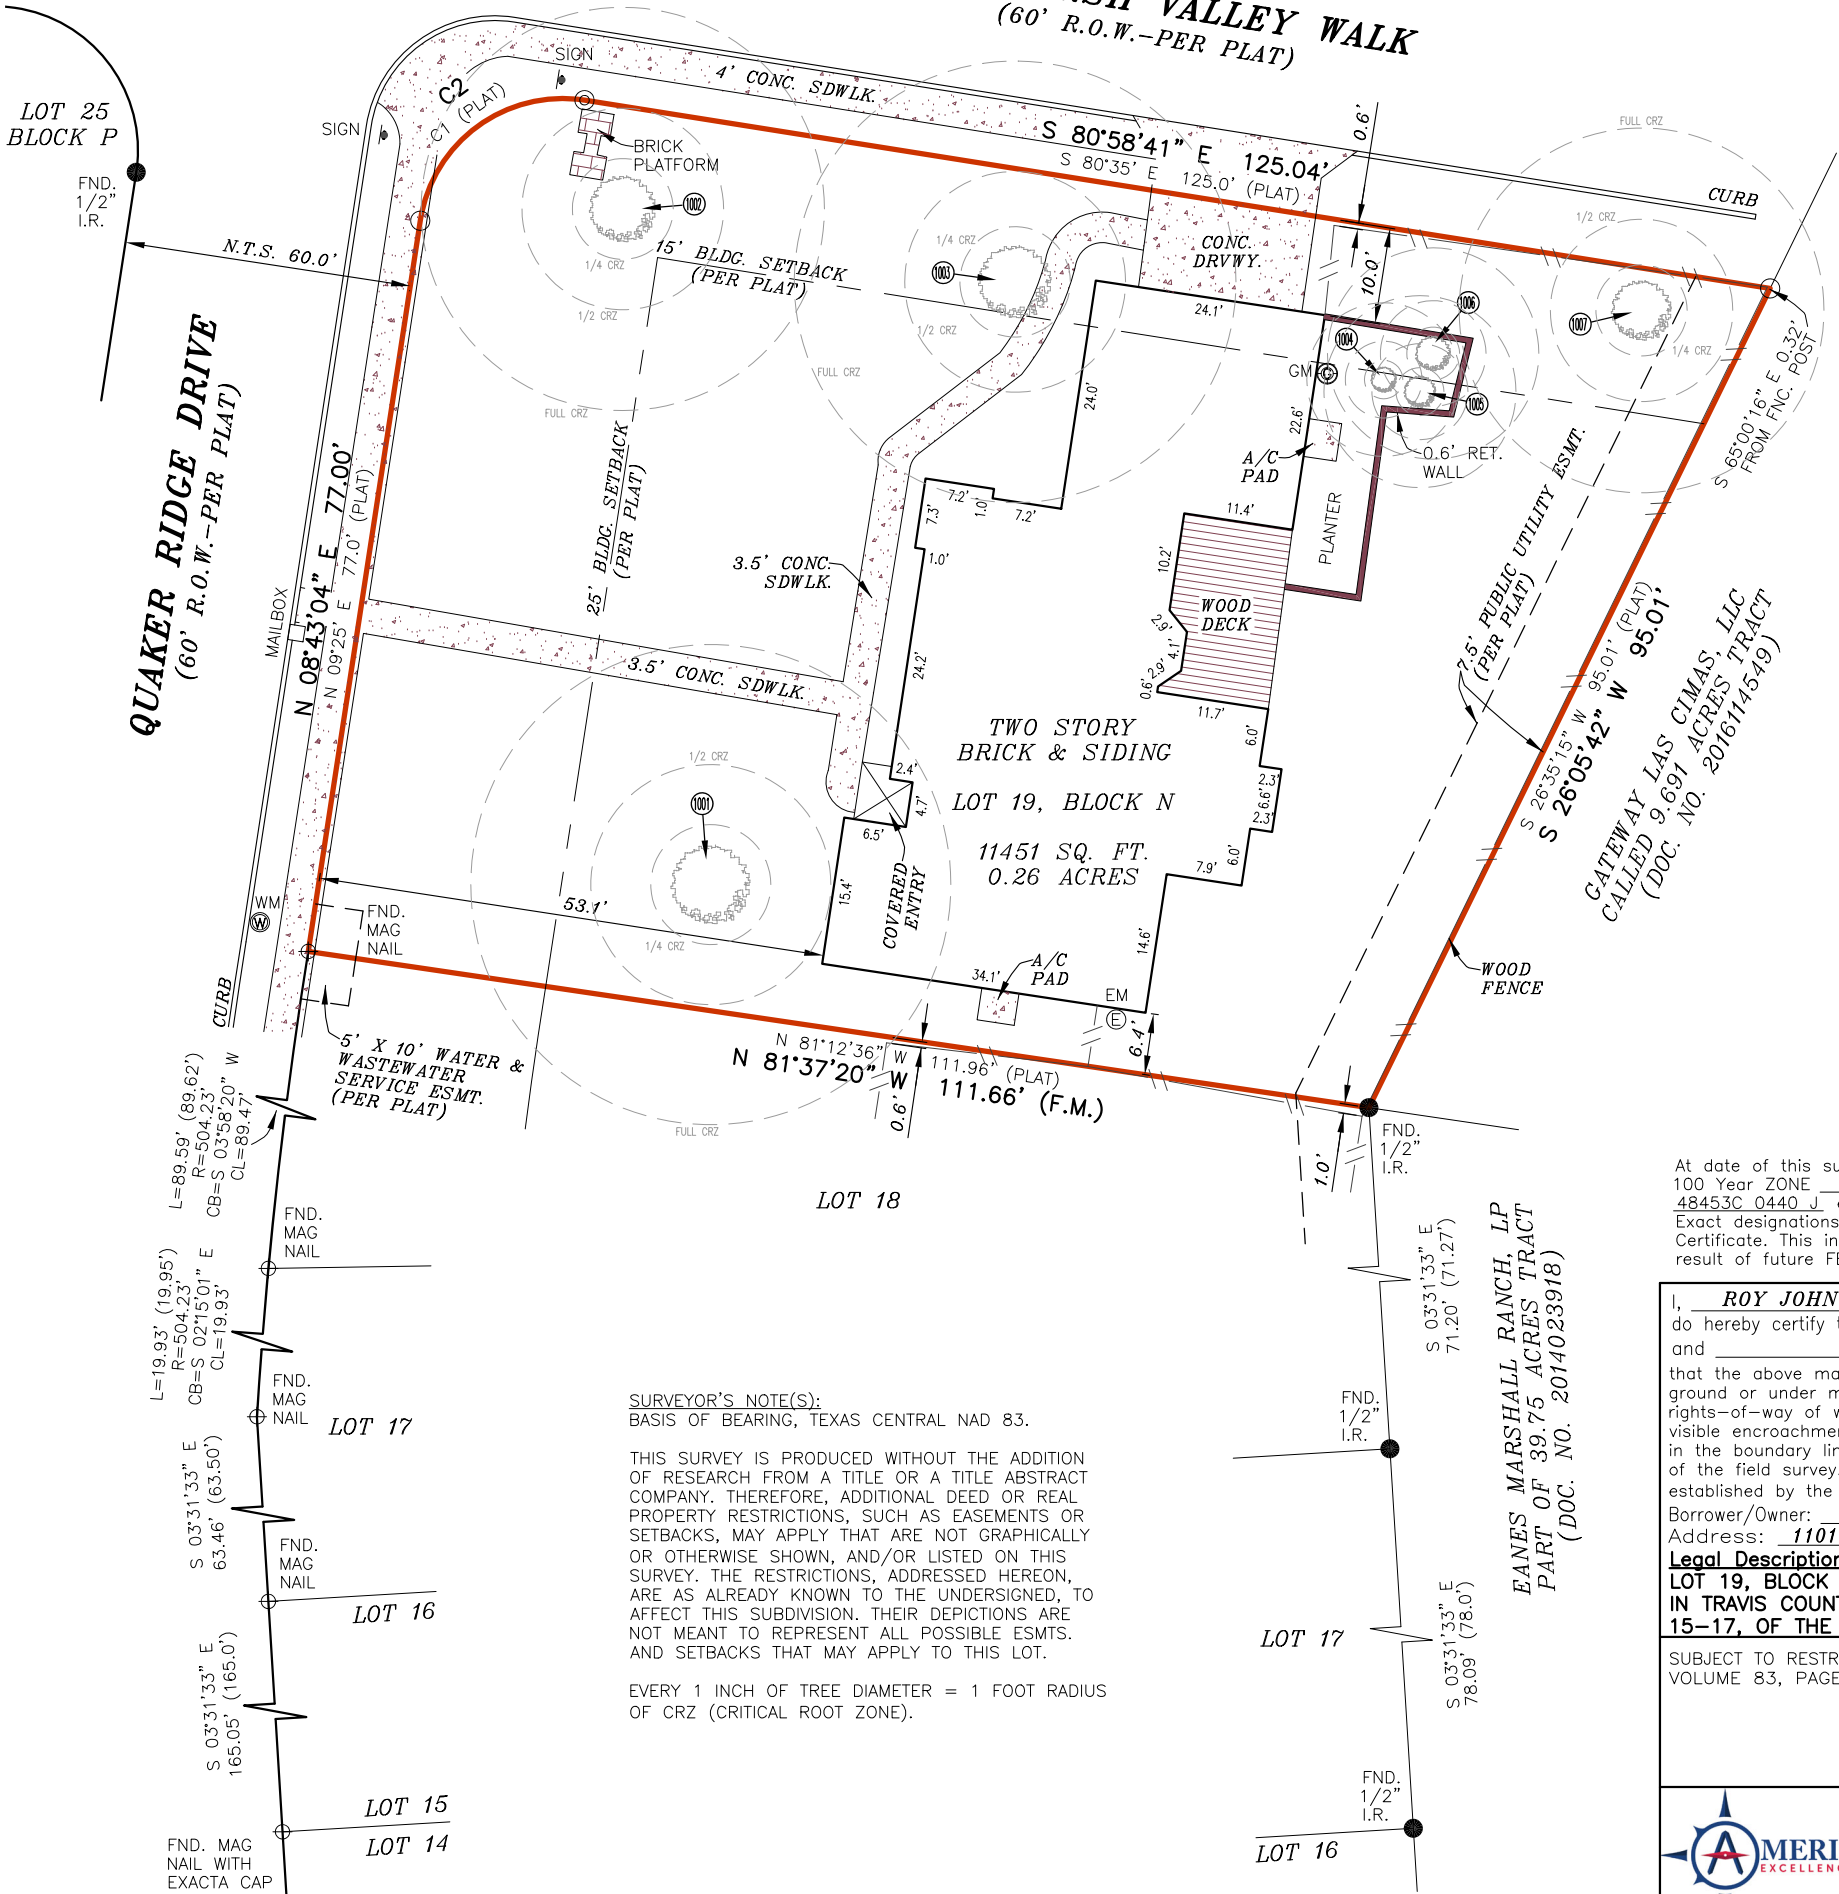 VALLEY WALK
(60' R.O.W.-PER PLAT)
LOT 25
BLOCK P
FND.
1/2"
I.R.
N.T.S. 60.0'
QUAKER RIDGE DRIVE
(60' R.O.W.-PER PLAT)
SIGN
SIGN
C2
C1 (PLAT)
4' CONC. SDWLK.
BRICK
PLATFORM
1002
1/4 CRZ
1/2 CRZ
FULL CRZ
S 80°58'41" E 125.04'
S 80°35' E 125.0' (PLAT)
0.6'
FULL CRZ
CURB
1/2 CRZ
1/4 CRZ
1007
15' BLDG. SETBACK
(PER PLAT)
1003
1/4 CRZ
1/2 CRZ
FULL CRZ
CONC.
DRVWY.
10.0'
24.1'
24.0'
1006
1004
1005
GM
G
22.6'
A/C
PAD
0.6' RET.
WALL
PLANTER
S 65°00'16" E 0.32'
FROM FNC. POST
7.5' PUBLIC UTILITY ESMT.
(PER PLAT)
S 26°35'15" W 95.01' (PLAT)
S 26°05'42" W 95.01'
GATEWAY LAS CIMAS, LLC
CALLED 9.691 ACRES TRACT
(DOC. NO. 2016114549)
WOOD
FENCE
N 08°43'04" E 77.00'
N 09°25' E 77.0' (PLAT)
MAILBOX
25' BLDG. SETBACK
(PER PLAT)
3.5' CONC.
SDWLK.
3.5' CONC. SDWLK.
7.2'
1.0'
7.2'
7.3'
1.0'
24.2'
11.4'
10.2'
2.9'
4.1'
2.9'
0.6'
WOOD
DECK
11.7'
6.0'
2.3'
6.6'
2.3'
6.0'
7.9'
14.6'
TWO STORY
BRICK & SIDING
LOT 19, BLOCK N
11451 SQ. FT.
0.26 ACRES
2.4'
4.7'
6.5'
15.4'
COVERED
ENTRY
1/2 CRZ
1001
1/4 CRZ
FULL CRZ
53.1'
34.1'
A/C
PAD
EM
E
6.4'
WM
W
FND.
MAG
NAIL
CURB
5' X 10' WATER &
WASTEWATER
SERVICE ESMT.
(PER PLAT)
N 81°12'36" W 111.96' (PLAT)
N 81°37'20" W 111.66' (F.M.)
0.6'
1.0'
FND.
1/2"
I.R.
L=89.59' (89.62')
R=504.23'
CB=S 03°58'20" W
CL=89.47'
LOT 18
FND.
MAG
NAIL
L=19.93' (19.95')
R=504.23'
CB=S 02°15'01" E
CL=19.93'
FND.
MAG
NAIL
LOT 17
S 03°31'33" E
63.46' (63.50')
FND.
MAG
NAIL
LOT 16
S 03°31'33" E
165.05' (165.0')
LOT 15
LOT 14
FND. MAG
NAIL WITH
EXACTA CAP
SURVEYOR'S NOTE(S):
BASIS OF BEARING, TEXAS CENTRAL NAD 83.
THIS SURVEY IS PRODUCED WITHOUT THE ADDITION
OF RESEARCH FROM A TITLE OR A TITLE ABSTRACT
COMPANY. THEREFORE, ADDITIONAL DEED OR REAL
PROPERTY RESTRICTIONS, SUCH AS EASEMENTS OR
SETBACKS, MAY APPLY THAT ARE NOT GRAPHICALLY
OR OTHERWISE SHOWN, AND/OR LISTED ON THIS
SURVEY. THE RESTRICTIONS, ADDRESSED HEREON,
ARE AS ALREADY KNOWN TO THE UNDERSIGNED, TO
AFFECT THIS SUBDIVISION. THEIR DEPICTIONS ARE
NOT MEANT TO REPRESENT ALL POSSIBLE ESMTS.
AND SETBACKS THAT MAY APPLY TO THIS LOT.
EVERY 1 INCH OF TREE DIAMETER = 1 FOOT RADIUS
OF CRZ (CRITICAL ROOT ZONE).
S 03°31'33" E
71.20' (71.27')
EANES MARSHALL RANCH, LP
PART OF 39.75 ACRES TRACT
(DOC. NO. 2014023918)
FND.
1/2"
I.R.
LOT 17
S 03°31'33" E
78.09' (78.0')
FND.
1/2"
I.R.
LOT 16
At date of this su
100 Year ZONE
48453C 0440 J
Exact designations
Certificate. This in
result of future FE
I, ROY JOHN
do hereby certify t
and
that the above ma
ground or under m
rights-of-way of w
visible encroachmen
in the boundary lin
of the field survey.
established by the
Borrower/Owner:
Address: 1101
Legal Description
LOT 19, BLOCK
IN TRAVIS COUNT
15-17, OF THE
SUBJECT TO RESTR
VOLUME 83, PAGE
AMERI
EXCELLENC